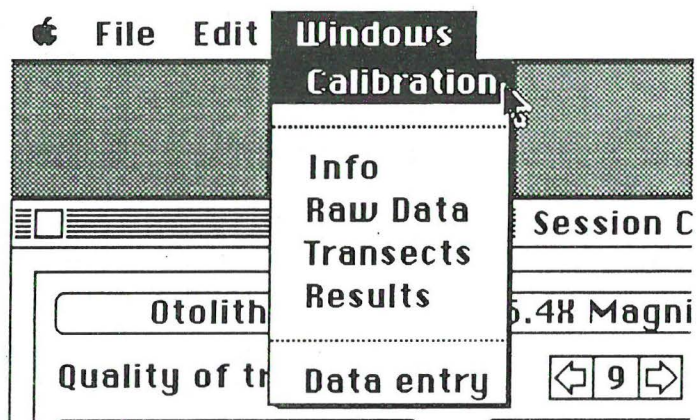 File Edit Windows
Calibration
Info
Raw Data
Transects
Results
Data entry
Session C
Otolith
5.4X Magni
Quality of tr
9